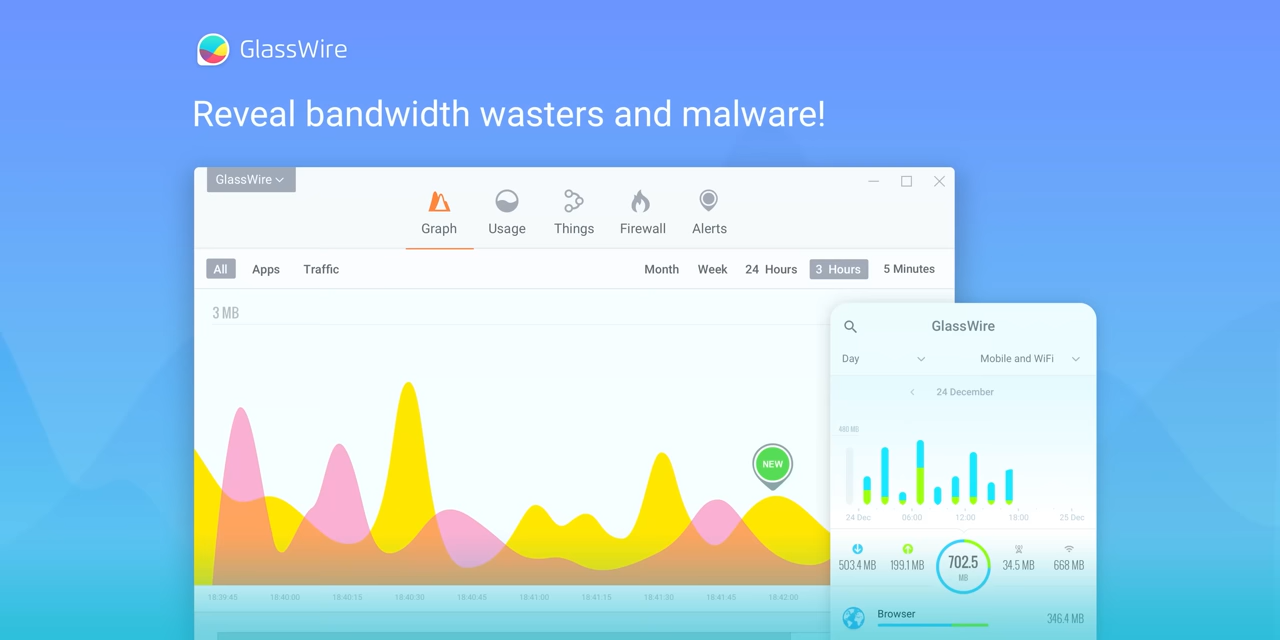 GlassWire
Reveal bandwidth wasters and malware!
GlassWire
Graph Usage Things Firewall Alerts
All Apps Traffic Month Week 24 Hours 3 Hours 5 Minutes
3 MB
NEW
18:39:45 18:40:00 18:40:15 18:40:30 18:40:45 18:41:00 18:41:15 18:41:30 18:41:45 18:42:00
GlassWire
Day Mobile and WiFi
24 December
480 MB
24 Dec 06:00 12:00 18:00 25 Dec
503.4 MB 199.1 MB 702.5 MB 34.5 MB 668 MB
Browser 346.4 MB